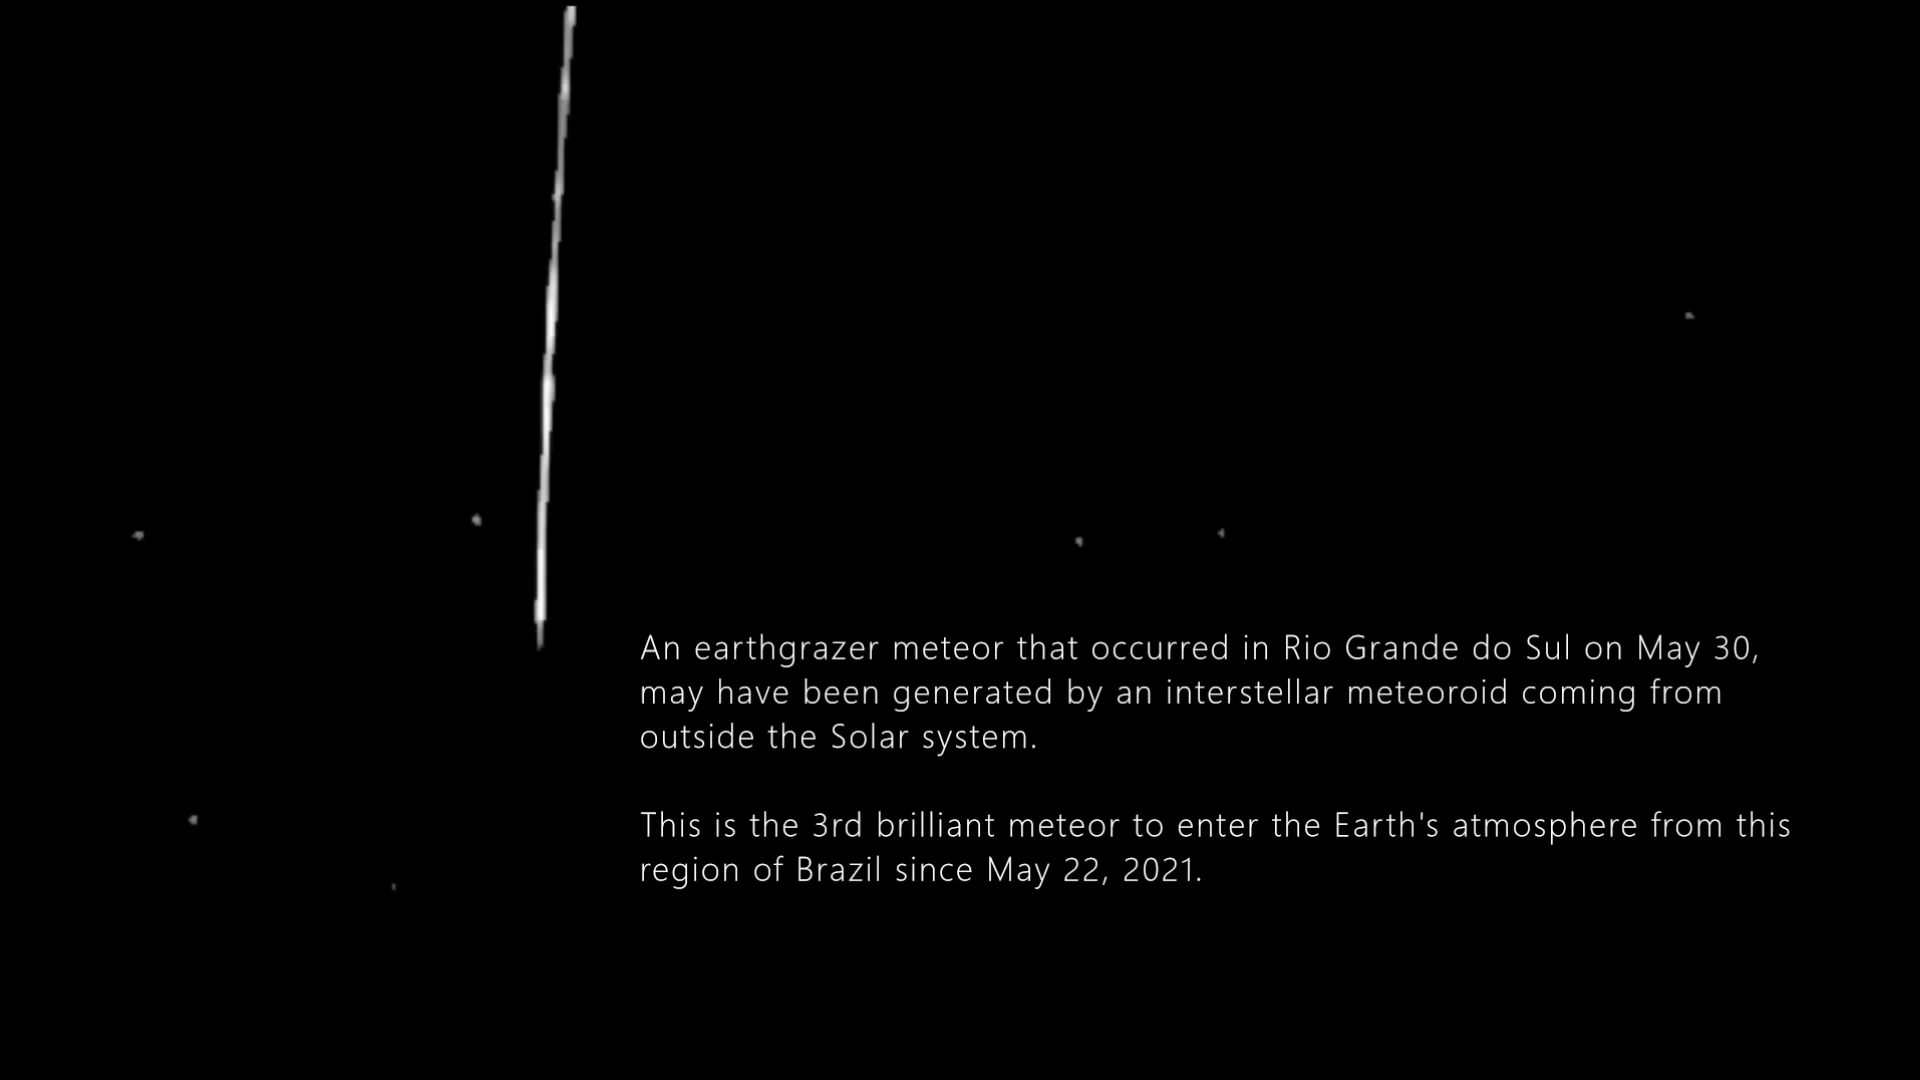 An earthgrazer meteor that occurred in Rio Grande do Sul on May 30,
may have been generated by an interstellar meteoroid coming from
outside the Solar system.
This is the 3rd brilliant meteor to enter the Earth's atmosphere from this
region of Brazil since May 22, 2021.